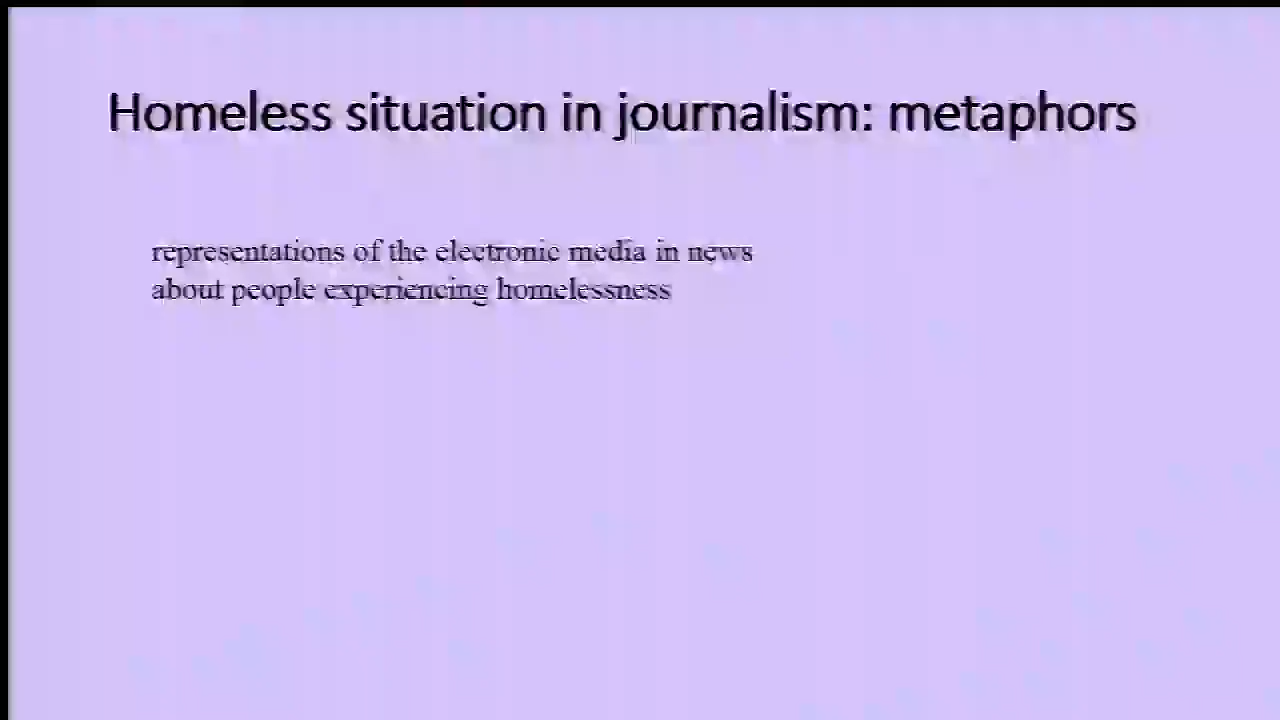 Homeless situation in journalism: metaphors
representations of the electronic media in news
about people experiencing homelessness